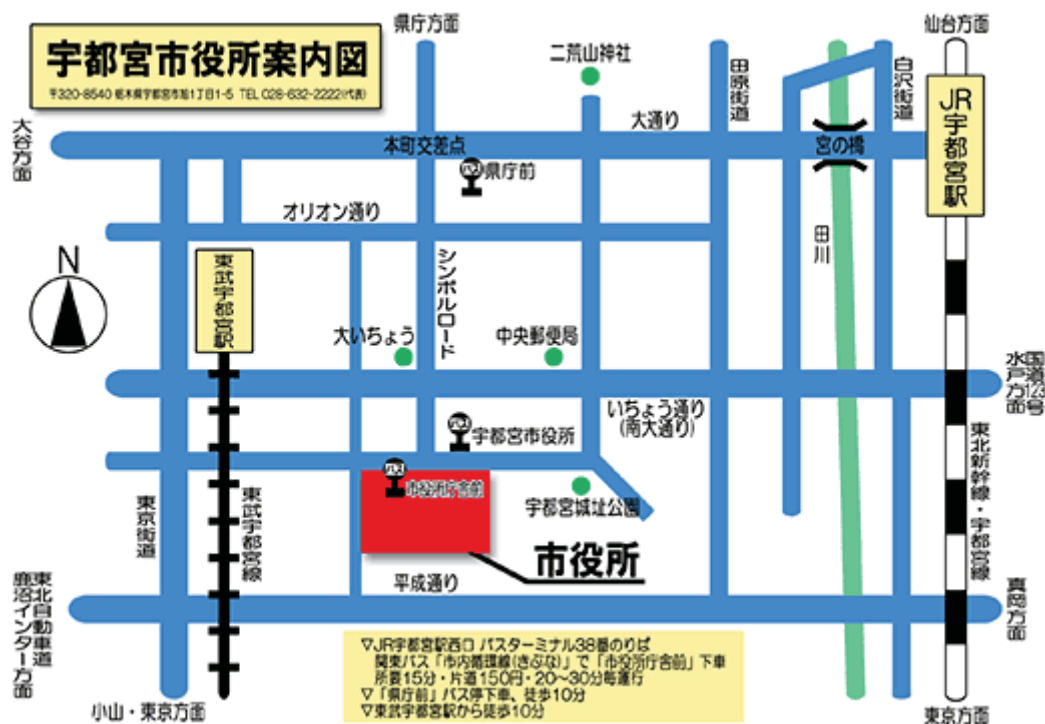 宇都宮市役所案内図
〒320-8540 栃木県宇都宮市旭1丁目1-5 TEL 028-632-2222(代表)
県庁方面
二荒山神社
田原街道
白沢街道
仙台方面
JR宇都宮駅
大谷方面
大通り
本町交差点
宮の橋
バス
県庁前
オリオン通り
田川
N
東武宇都宮駅
シンボルロード
大いちょう
中央郵便局
国道123号
水戸方面
いちょう通り
(南大通り)
バス
宇都宮市役所
バス
市役所庁舎前
宇都宮城址公園
東京街道
東武宇都宮線
東北新幹線・宇都宮線
市役所
平成通り
東北自動車道
鹿沼インター方面
真岡方面
▽JR宇都宮駅西口 バスターミナル38番のりば
関東バス「市内循環線(きぶな)」で「市役所庁舎前」下車
所要15分・片道150円・20〜30分毎運行
▽「県庁前」バス停下車、徒歩10分
▽東武宇都宮駅から徒歩10分
小山・東京方面
東京方面